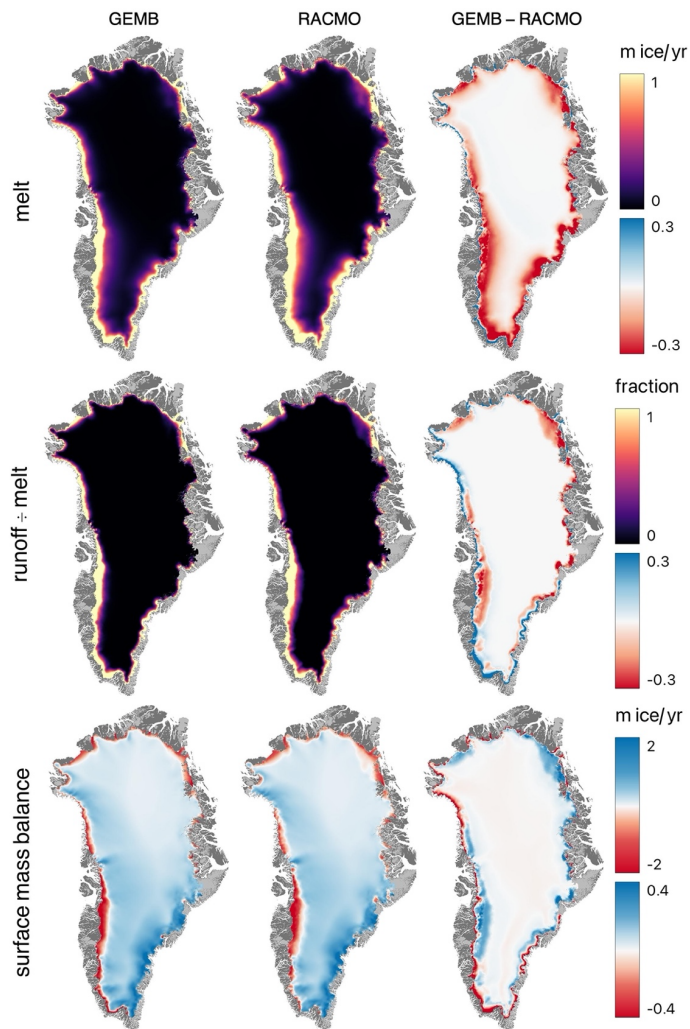 GEMB
RACMO
GEMB – RACMO
m ice/yr
1
0
0.3
-0.3
melt
fraction
1
0
0.3
-0.3
runoff ÷ melt
m ice/yr
2
-2
0.4
-0.4
surface mass balance